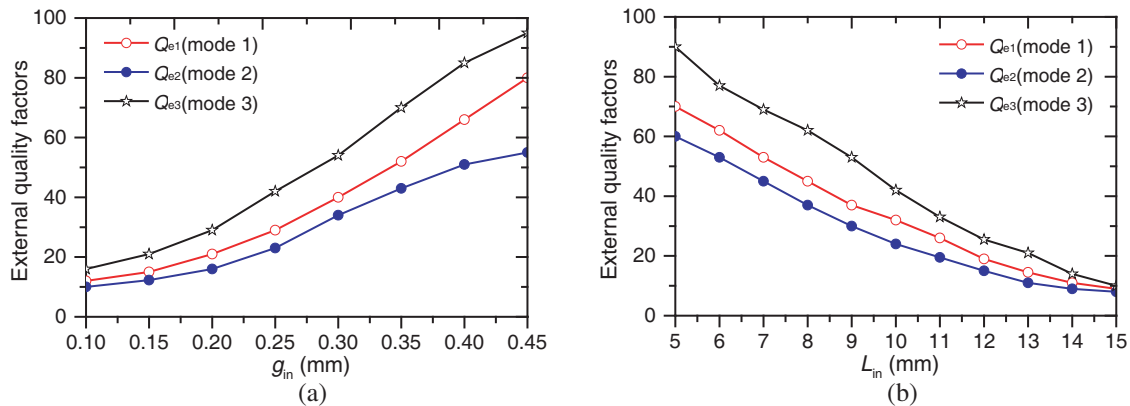 100
80
60
40
20
0
External quality factors
Qe1(mode 1)
Qe2(mode 2)
Qe3(mode 3)
0.10 0.15 0.20 0.25 0.30 0.35 0.40 0.45
gin (mm)
(a)
100
80
60
40
20
0
External quality factors
Qe1(mode 1)
Qe2(mode 2)
Qe3(mode 3)
5 6 7 8 9 10 11 12 13 14 15
Lin (mm)
(b)